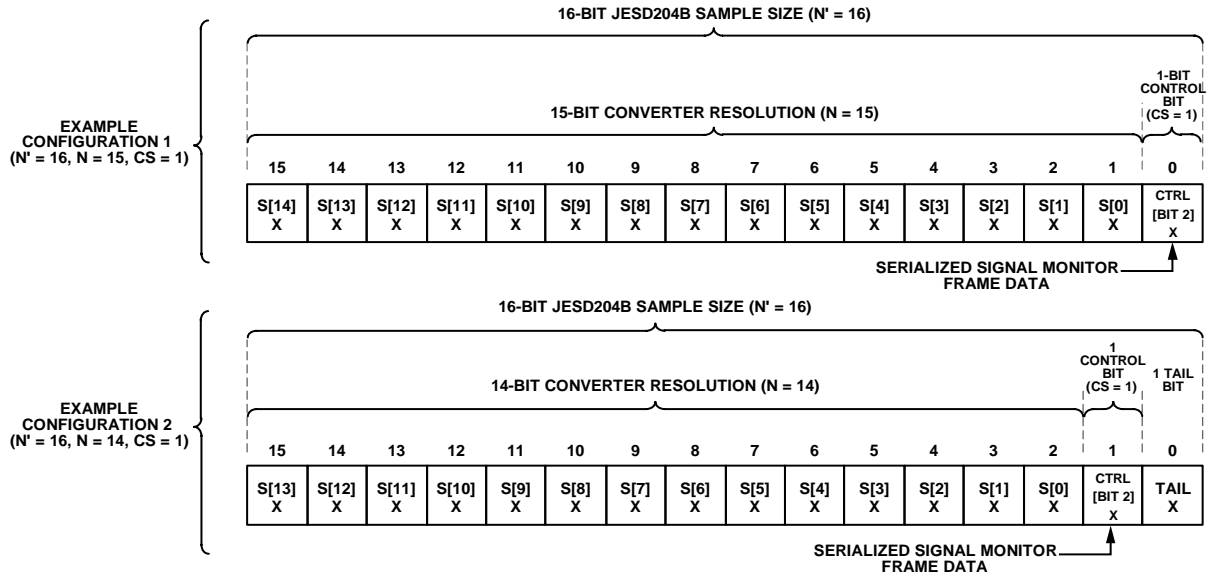 16-BIT JESD204B SAMPLE SIZE (N' = 16)
1-BIT
CONTROL
BIT
(CS = 1)
15-BIT CONVERTER RESOLUTION (N = 15)
EXAMPLE
CONFIGURATION 1
(N' = 16, N = 15, CS = 1)
15 14 13 12 11 10 9 8 7 6 5 4 3 2 1 0
S[14] S[13] S[12] S[11] S[10] S[9] S[8] S[7] S[6] S[5] S[4] S[3] S[2] S[1] S[0] CTRL
[BIT 2]
X X X X X X X X X X X X X X X X
SERIALIZED SIGNAL MONITOR
FRAME DATA
16-BIT JESD204B SAMPLE SIZE (N' = 16)
1
CONTROL
BIT
(CS = 1)
1 TAIL
BIT
14-BIT CONVERTER RESOLUTION (N = 14)
EXAMPLE
CONFIGURATION 2
(N' = 16, N = 14, CS = 1)
15 14 13 12 11 10 9 8 7 6 5 4 3 2 1 0
S[13] S[12] S[11] S[10] S[9] S[8] S[7] S[6] S[5] S[4] S[3] S[2] S[1] S[0] CTRL TAIL
[BIT 2]
X X X X X X X X X X X X X X X X
SERIALIZED SIGNAL MONITOR
FRAME DATA